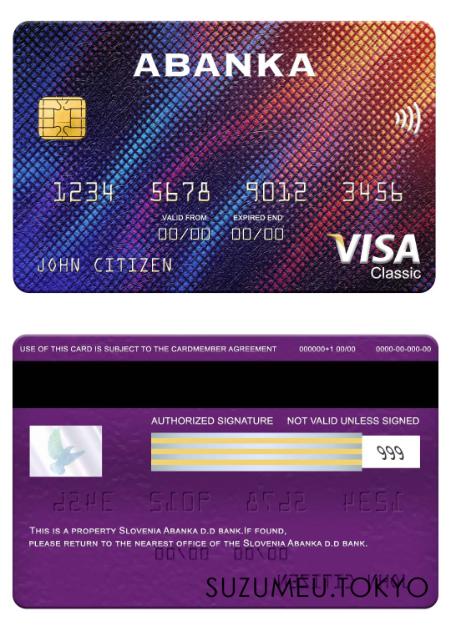 ABANKA
1234 5678 9012 3456
VALID FROM EXPIRED END
00/00 00/00
JOHN CITIZEN
VISA
Classic
USE OF THIS CARD IS SUBJECT TO THE CARDMEMBER AGREEMENT 000000+1 00/00 0000-00-000-00
AUTHORIZED SIGNATURE NOT VALID UNLESS SIGNED
999
THIS IS A PROPERTY SLOVENIA ABANKA D.D BANK.IF FOUND,
PLEASE RETURN TO THE NEAREST OFFICE OF THE SLOVENIA ABANKA D.D BANK.
SUZUMEU.TOKYO